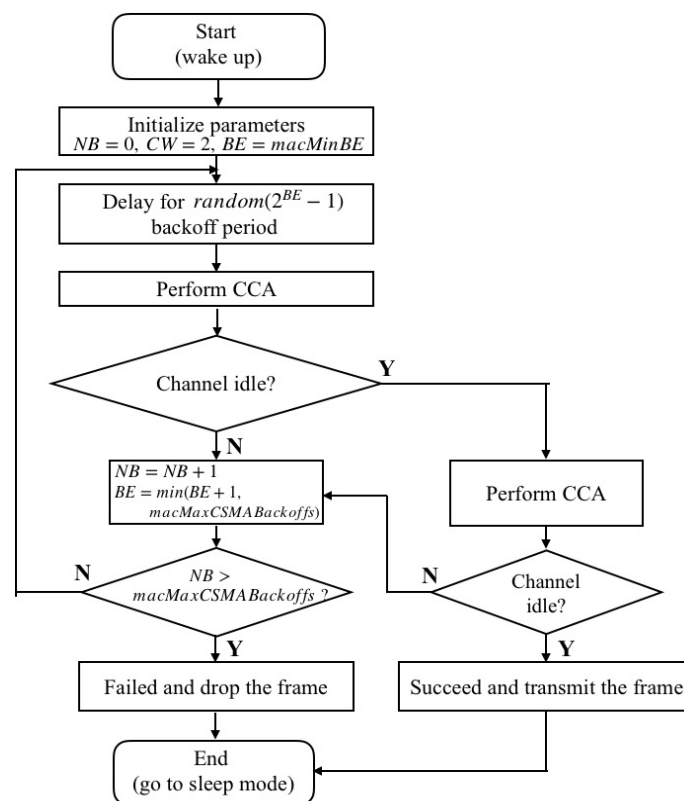 Start
(wake up)
Initialize parameters
NB = 0, CW = 2, BE = macMinBE
Delay for random(2^{BE} − 1)
backoff period
Perform CCA
Channel idle?
Y
N
NB = NB + 1
BE = min(BE + 1,
macMaxCSMABackoffs)
Perform CCA
N
NB >
macMaxCSMABackoffs ?
Y
N
Channel
idle?
Y
Failed and drop the frame
Succeed and transmit the frame
End
(go to sleep mode)